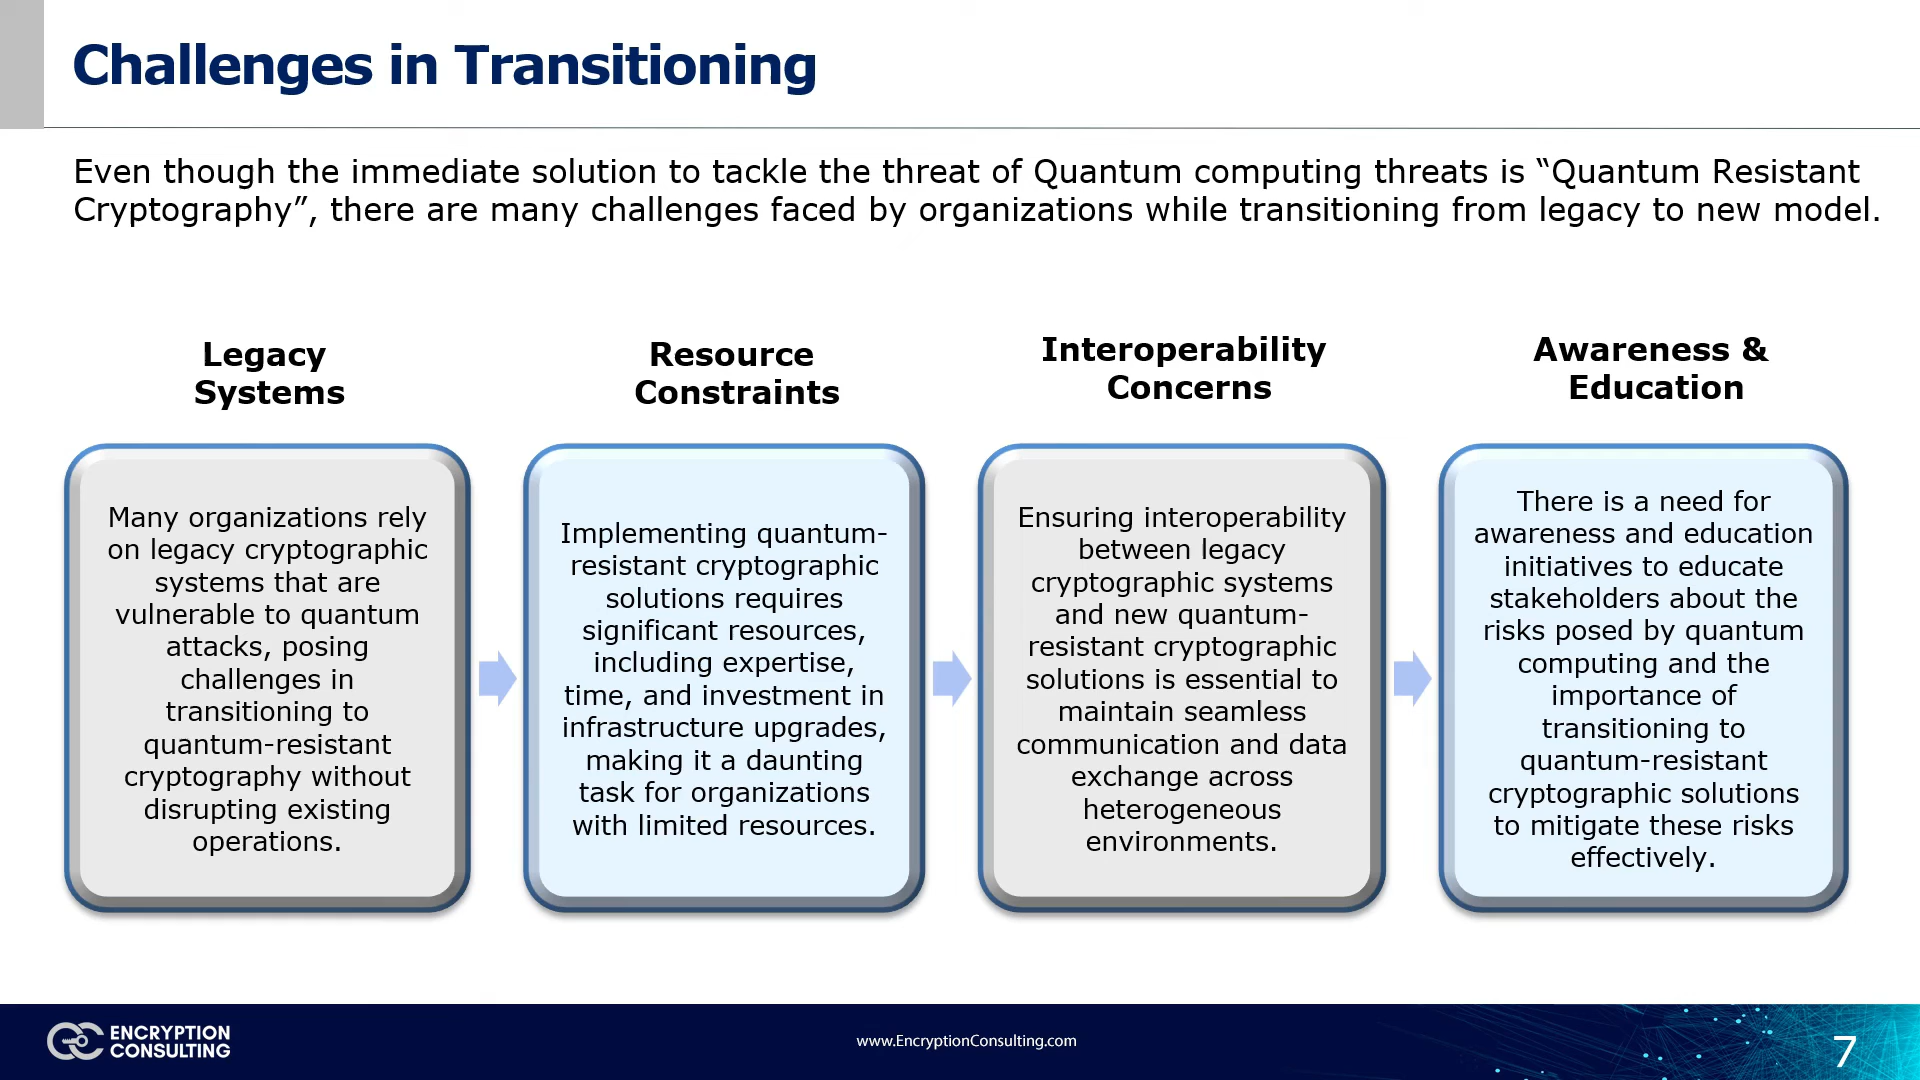 Challenges in Transitioning
Even though the immediate solution to tackle the threat of Quantum computing threats is “Quantum Resistant
Cryptography”, there are many challenges faced by organizations while transitioning from legacy to new model.
Legacy
Systems
Many organizations rely
on legacy cryptographic
systems that are
vulnerable to quantum
attacks, posing
challenges in
transitioning to
quantum-resistant
cryptography without
disrupting existing
operations.
Resource
Constraints
Implementing quantum-
resistant cryptographic
solutions requires
significant resources,
including expertise,
time, and investment in
infrastructure upgrades,
making it a daunting
task for organizations
with limited resources.
Interoperability
Concerns
Ensuring interoperability
between legacy
cryptographic systems
and new quantum-
resistant cryptographic
solutions is essential to
maintain seamless
communication and data
exchange across
heterogeneous
environments.
Awareness &
Education
There is a need for
awareness and education
initiatives to educate
stakeholders about the
risks posed by quantum
computing and the
importance of
transitioning to
quantum-resistant
cryptographic solutions
to mitigate these risks
effectively.
ENCRYPTION
CONSULTING
www.EncryptionConsulting.com
7